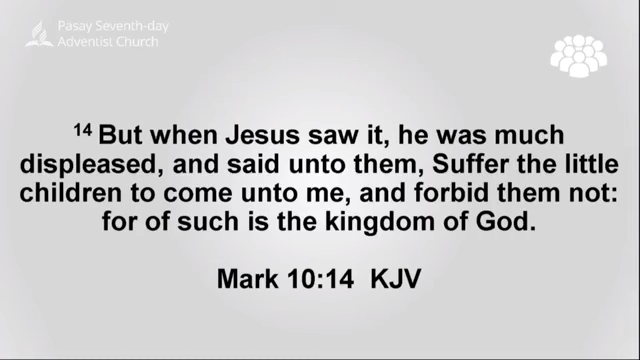 Pasay Seventh-day
Adventist Church
14 But when Jesus saw it, he was much
displeased, and said unto them, Suffer the little
children to come unto me, and forbid them not:
for of such is the kingdom of God.
Mark 10:14 KJV